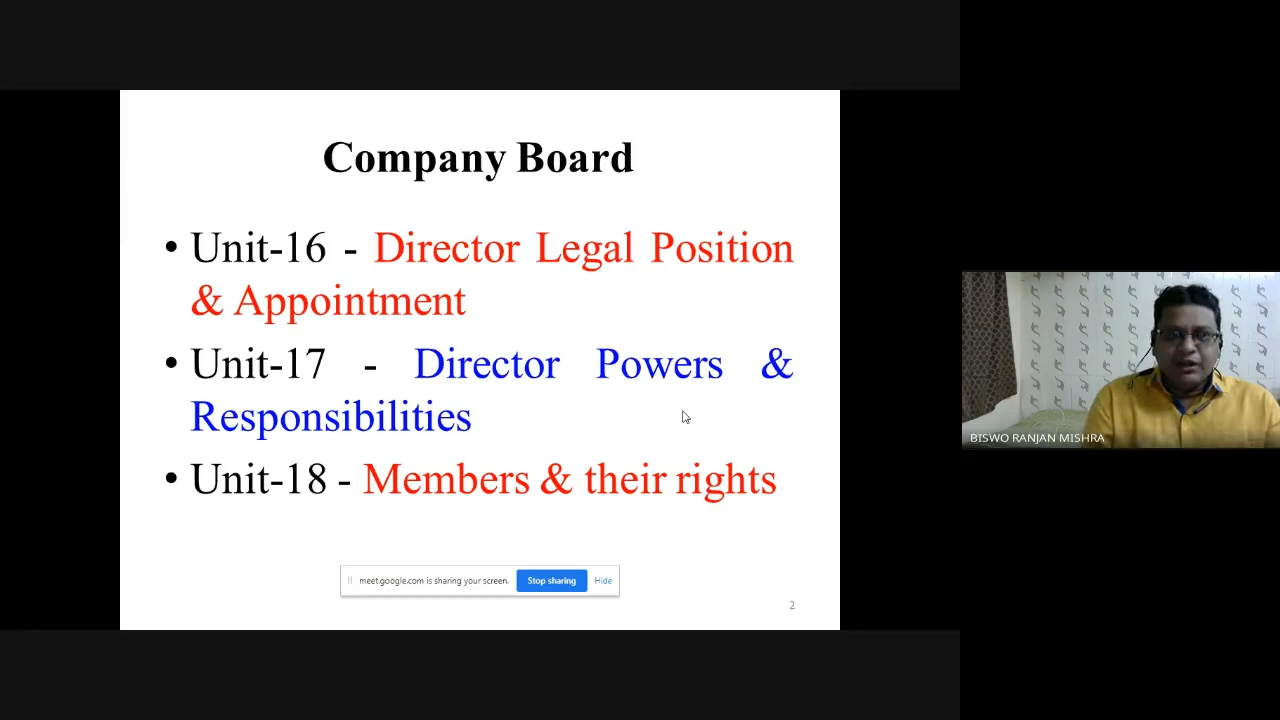 Company Board
• Unit-16 - Director Legal Position
& Appointment
• Unit-17 - Director Powers &
Responsibilities
• Unit-18 - Members & their rights
meet.google.com is sharing your screen. Stop sharing Hide
2
BISWO RANJAN MISHRA